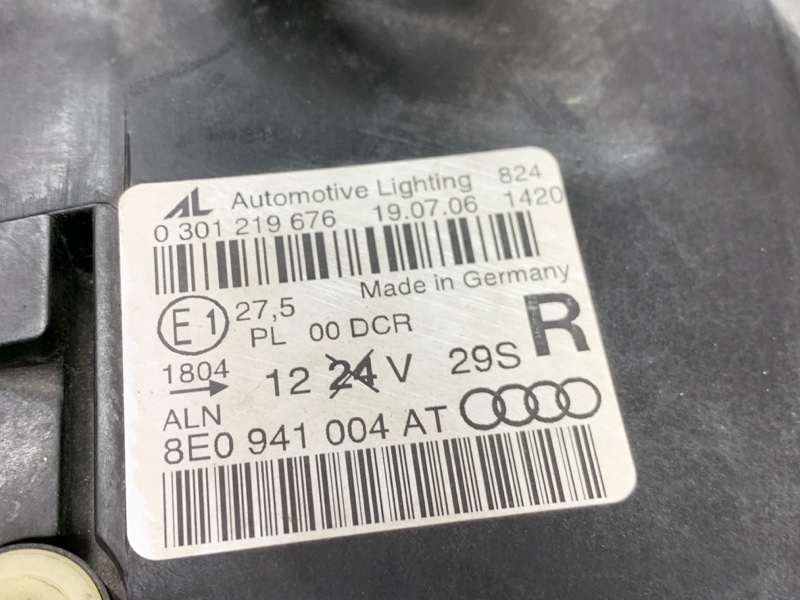 AL Automotive Lighting 824
0 301 219 676 19.07.06 1420
Made in Germany
E1 27,5
PL 00 DCR R
1804 12 24 V 29S
ALN
8E0 941 004 AT